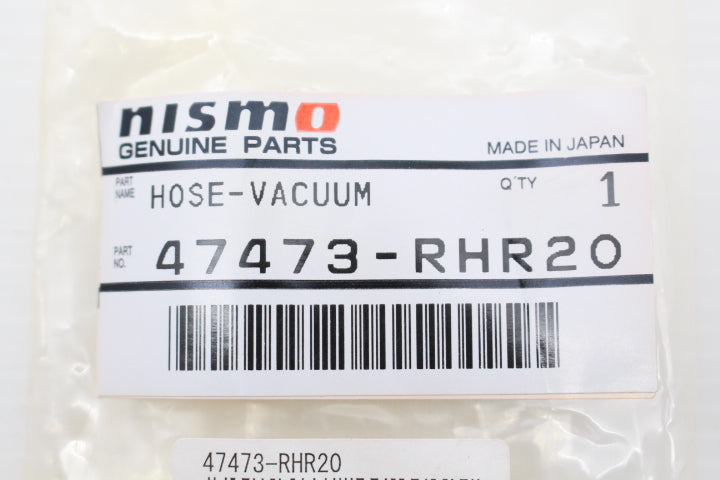 nismo
GENUINE PARTS
MADE IN JAPAN
PART NAME HOSE-VACUUM Q'TY 1
PART NO. 47473-RHR20
47473-RHR20